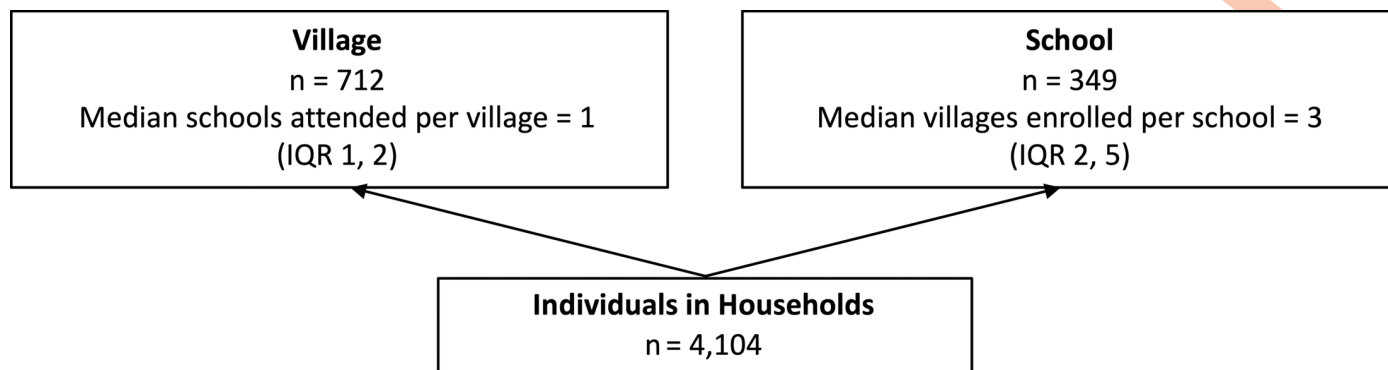 Village
n = 712
Median schools attended per village = 1
(IQR 1, 2)
School
n = 349
Median villages enrolled per school = 3
(IQR 2, 5)
Individuals in Households
n = 4,104